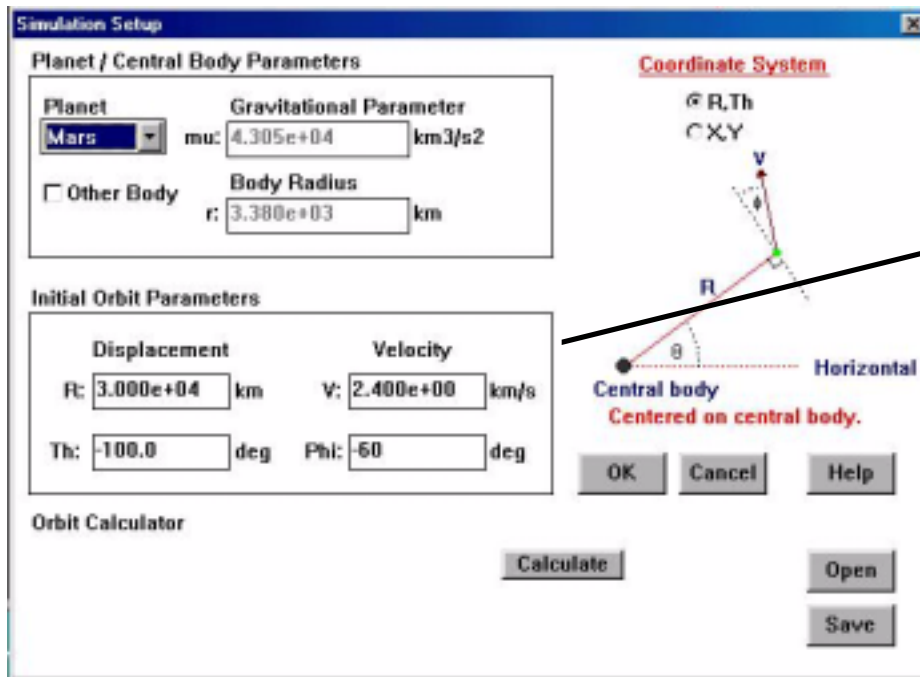 Simulation Setup
Planet / Central Body Parameters
Planet
Mars
Gravitational Parameter
mu: 4.305e+04 km3/s2
Other Body
Body Radius
r: 3.380e+03 km
Initial Orbit Parameters
Displacement
Velocity
R: 3.000e+04 km
V: 2.400e+00 km/s
Th: -100.0 deg
Phi: -60 deg
Orbit Calculator
Calculate
Coordinate System
R,Th
X,Y
V
ϕ
R
θ
Horizontal
Central body
Centered on central body.
OK
Cancel
Help
Open
Save